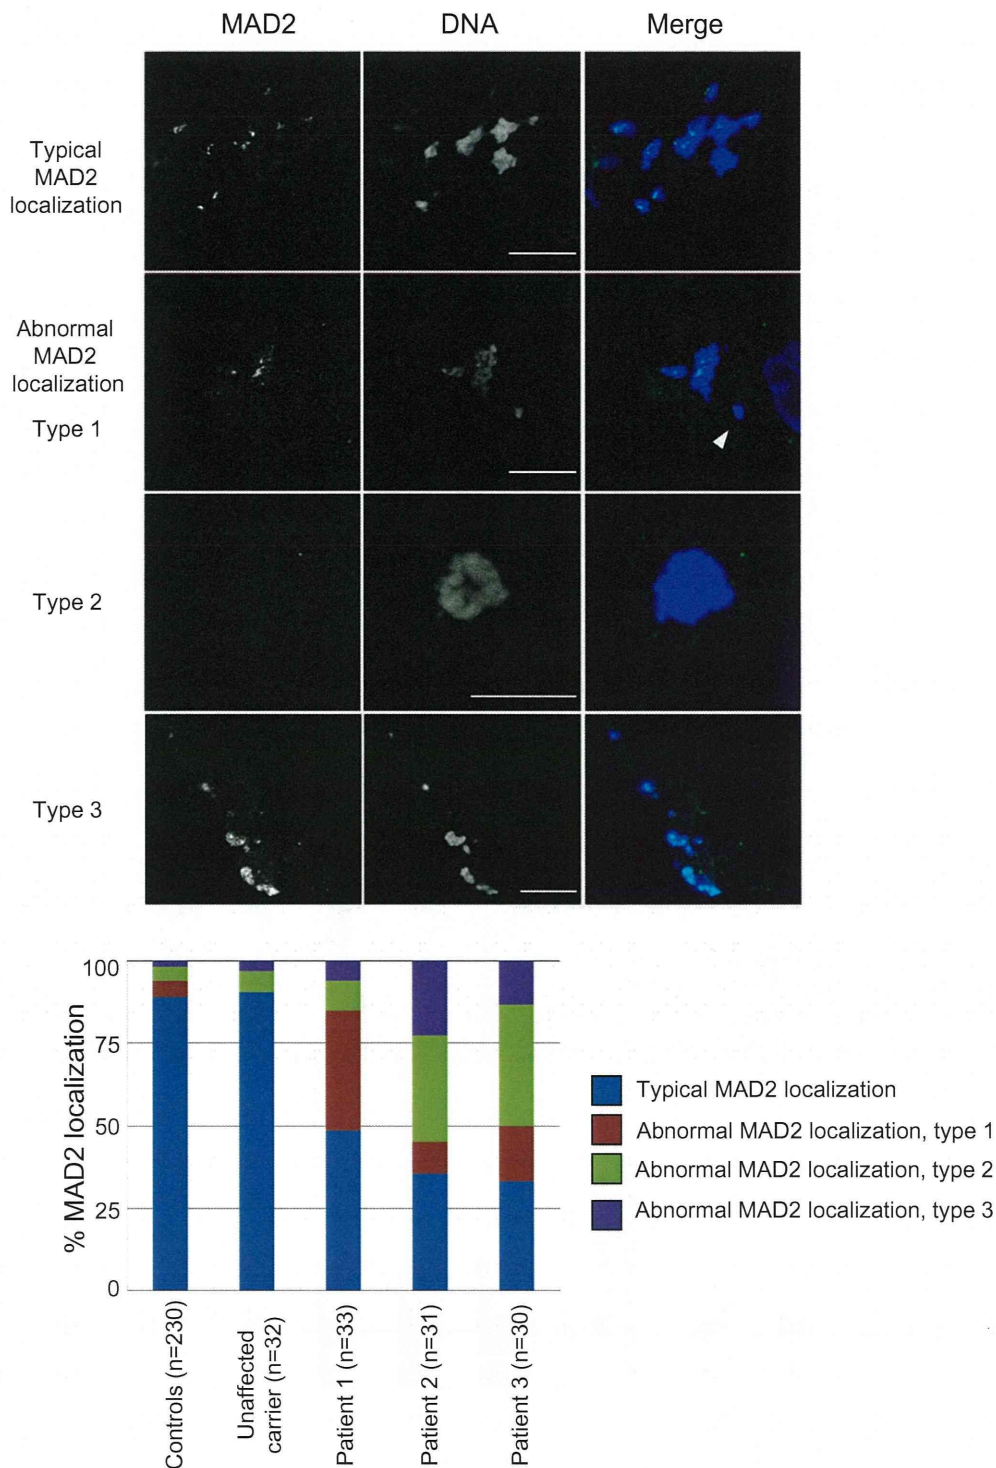 MAD2 DNA Merge
Typical
MAD2
localization
Abnormal
MAD2
localization
Type 1
Type 2
Type 3
% MAD2 localization
100
75
50
25
0
Controls (n=230)
Unaffected
carrier (n=32)
Patient 1 (n=33)
Patient 2 (n=31)
Patient 3 (n=30)
Typical MAD2 localization
Abnormal MAD2 localization, type 1
Abnormal MAD2 localization, type 2
Abnormal MAD2 localization, type 3